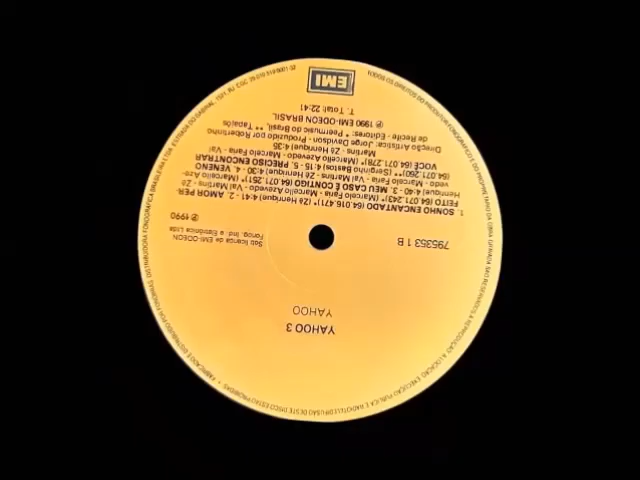 YAHOO 3
YAHOO
795353 1 B
Sob licença da EMI-ODEON
Fonog. Ind. e Eletrônica Ltda
℗ 1990
1. SONHO ENCANTADO (64.016.471)* (Zé Henrique) 4:41 - 2. AMOR PER-
FEITO (64.071.243)* (Marcello Azevedo - Val Martins - Zé
Henrique) 3:40 - 3. MEU CASO CONTIGO (64.071.251)* (Marcello Aze-
vedo - Marcelo Faria - Val Martins - Zé Henrique) 4:30 - 4. VENENO
(64.071.260)** (Serginho Bastos) 4:15 - 5. PRECISO ENCONTRAR
VOCÊ (64.071.278)* (Marcello Azevedo - Marcelo Faria - Val
Martins - Zé Henrique) 4:35
Direção Artística: Jorge Davidson - Produzido por Robertinho
de Recife - Editores: * Peermusic do Brasil, ** Tapajós
℗ 1990 EMI-ODEON BRASIL
T. Total: 22:41
EMI